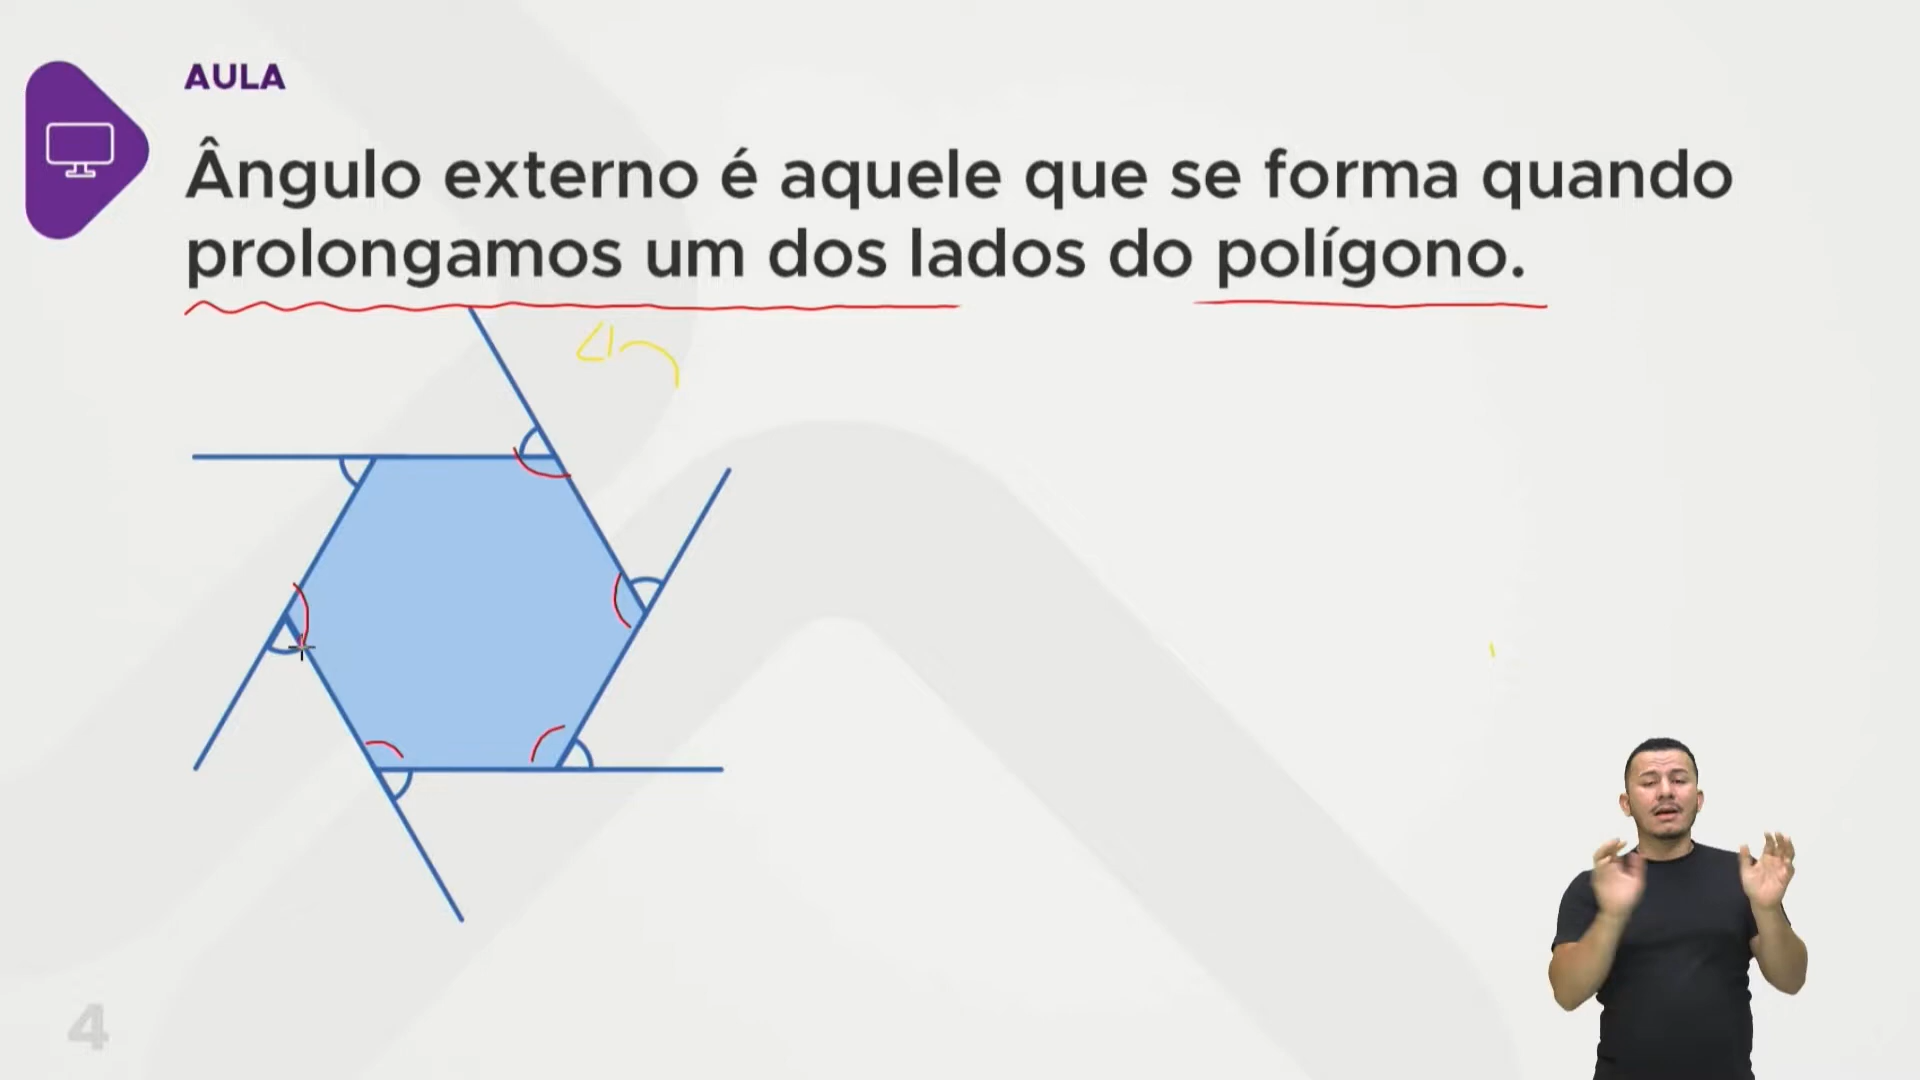 AULA
Ângulo externo é aquele que se forma quando
prolongamos um dos lados do polígono.
4